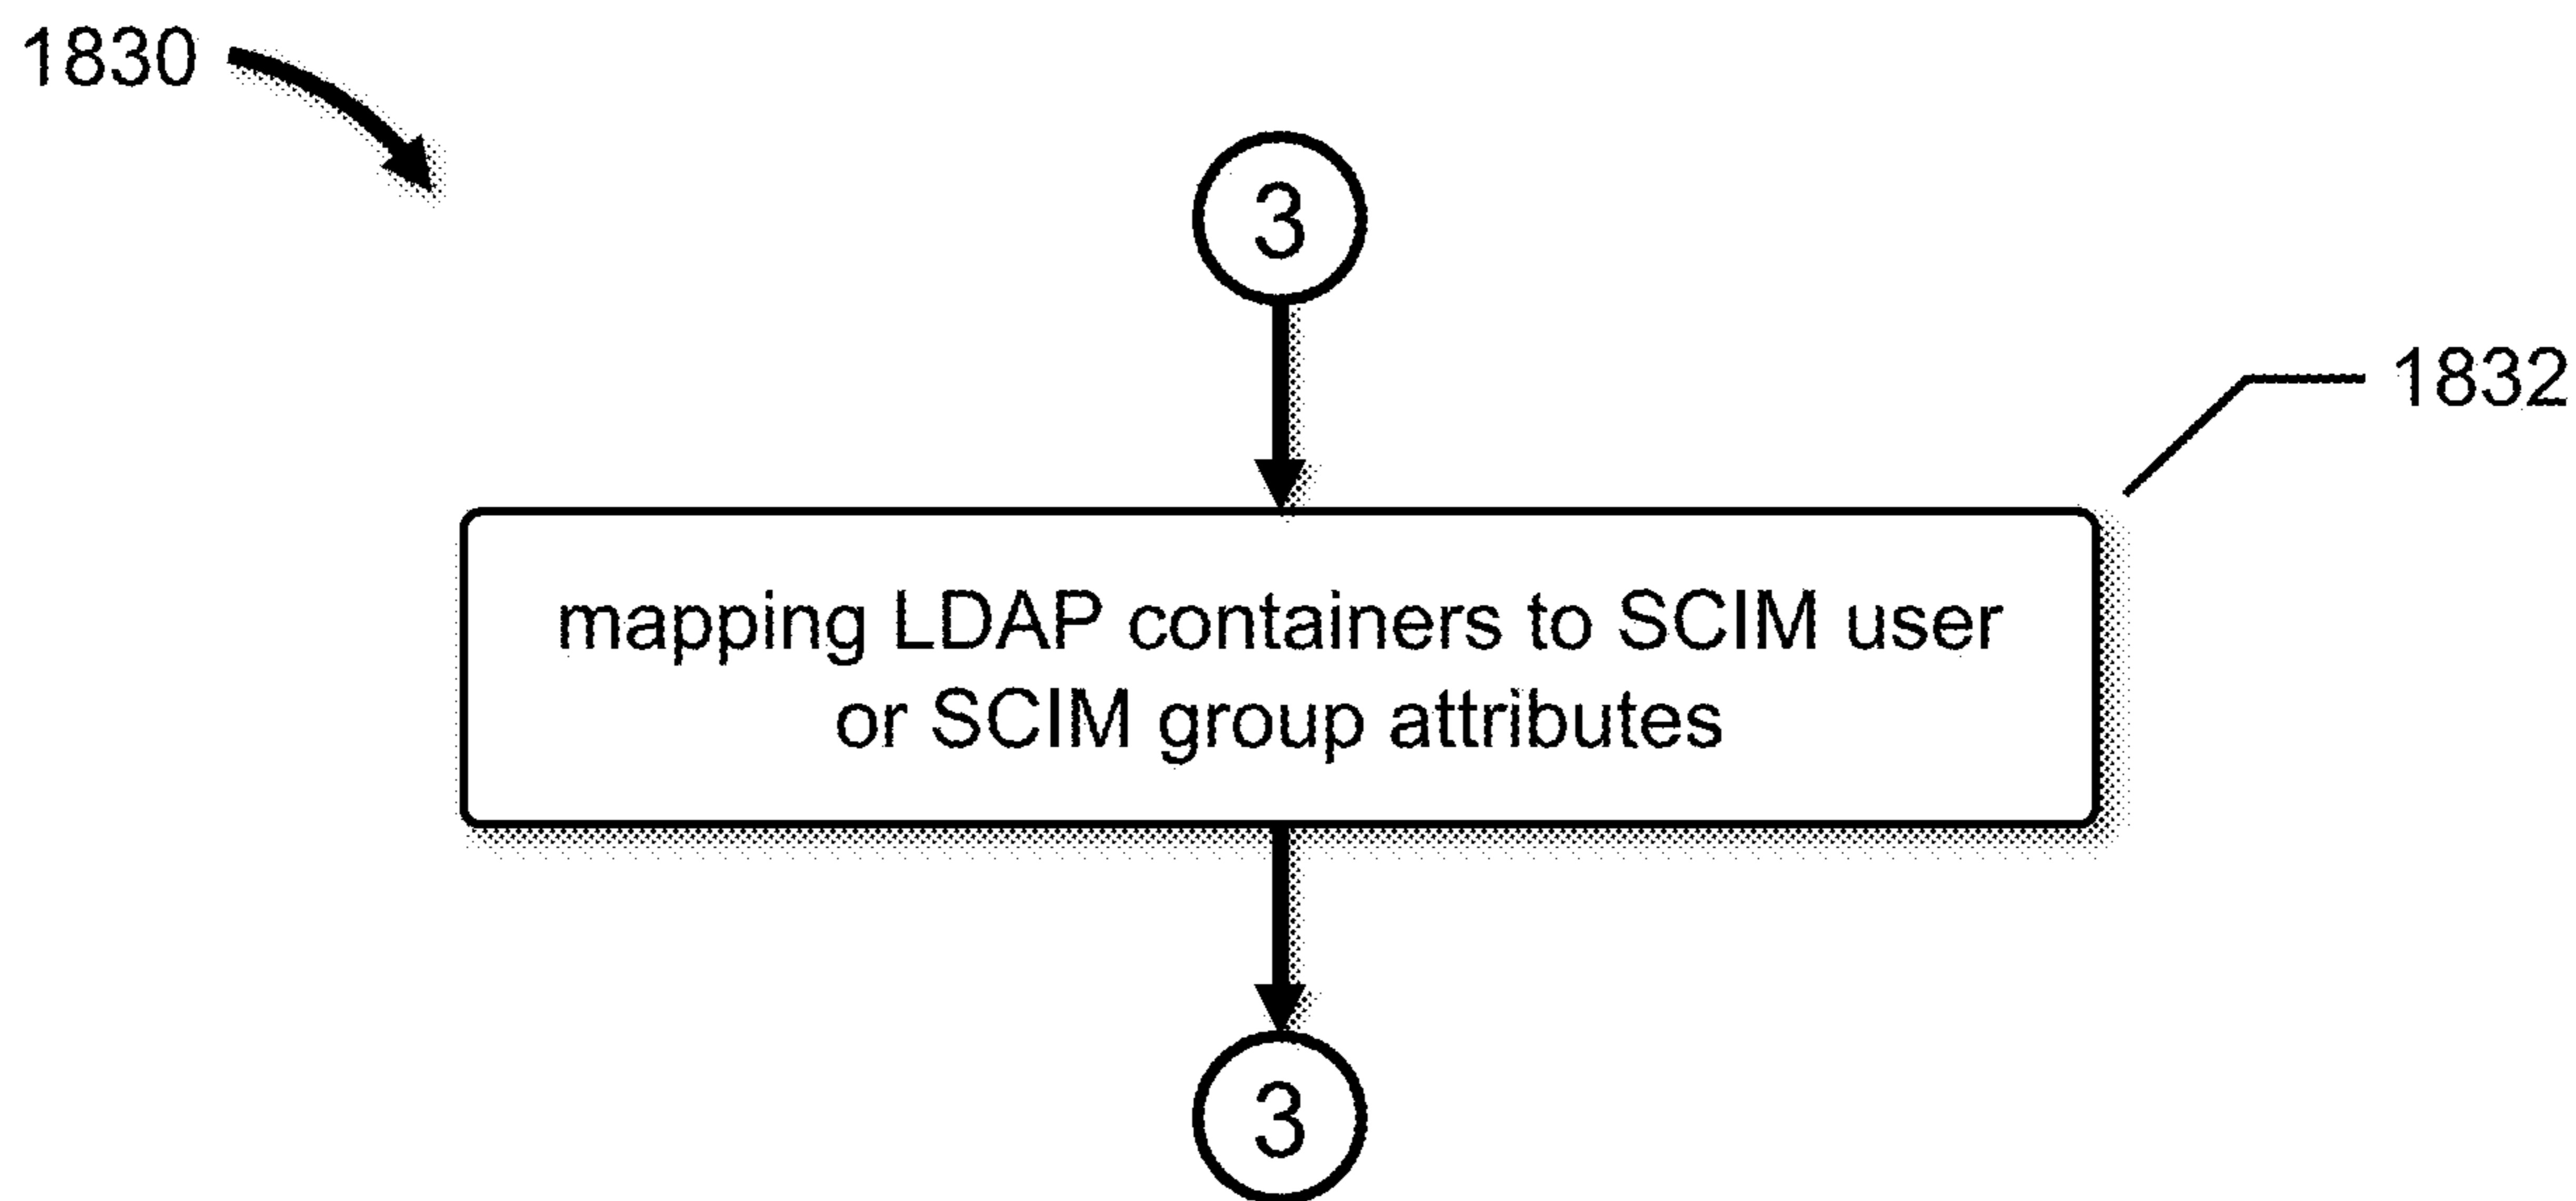 1830
3
1832
mapping LDAP containers to SCIM user
or SCIM group attributes
3